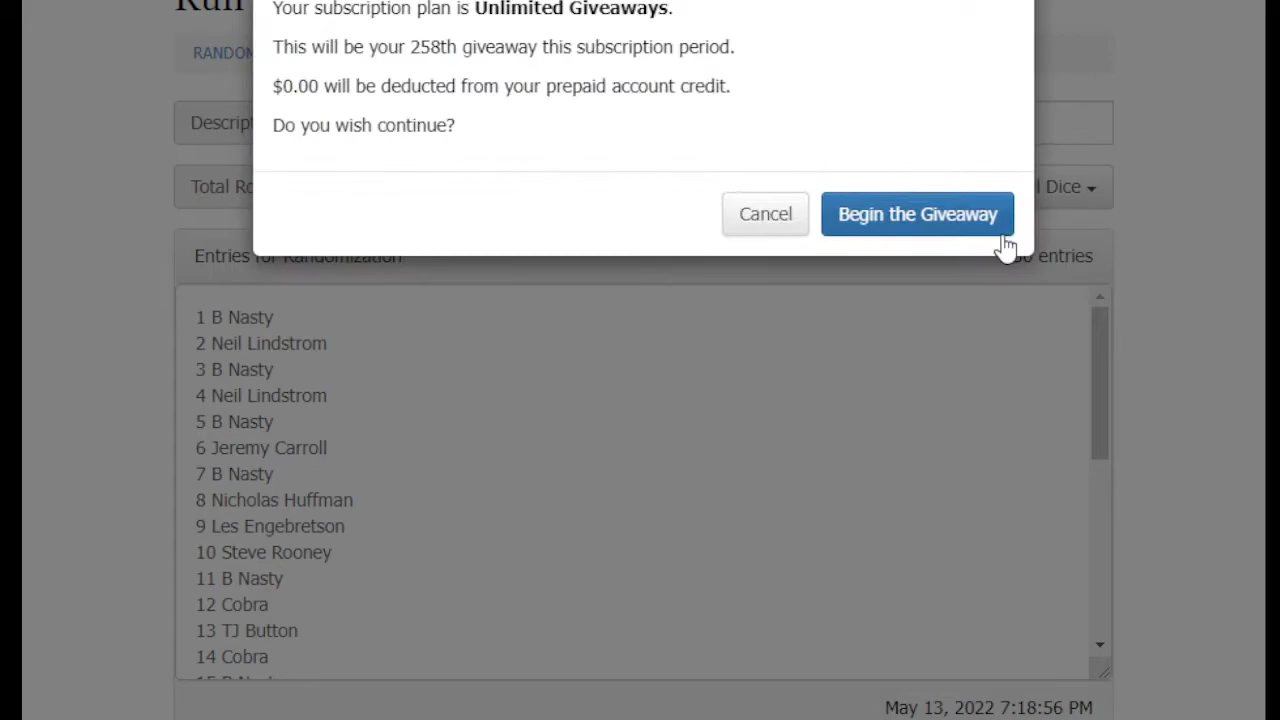 Run
Your subscription plan is Unlimited Giveaways.
RANDOM
This will be your 258th giveaway this subscription period.
$0.00 will be deducted from your prepaid account credit.
Descript
Do you wish continue?
Total Ro
Dice
Cancel
Begin the Giveaway
Entries for Randomization
entries
1 B Nasty
2 Neil Lindstrom
3 B Nasty
4 Neil Lindstrom
5 B Nasty
6 Jeremy Carroll
7 B Nasty
8 Nicholas Huffman
9 Les Engebretson
10 Steve Rooney
11 B Nasty
12 Cobra
13 TJ Button
14 Cobra
May 13, 2022 7:18:56 PM